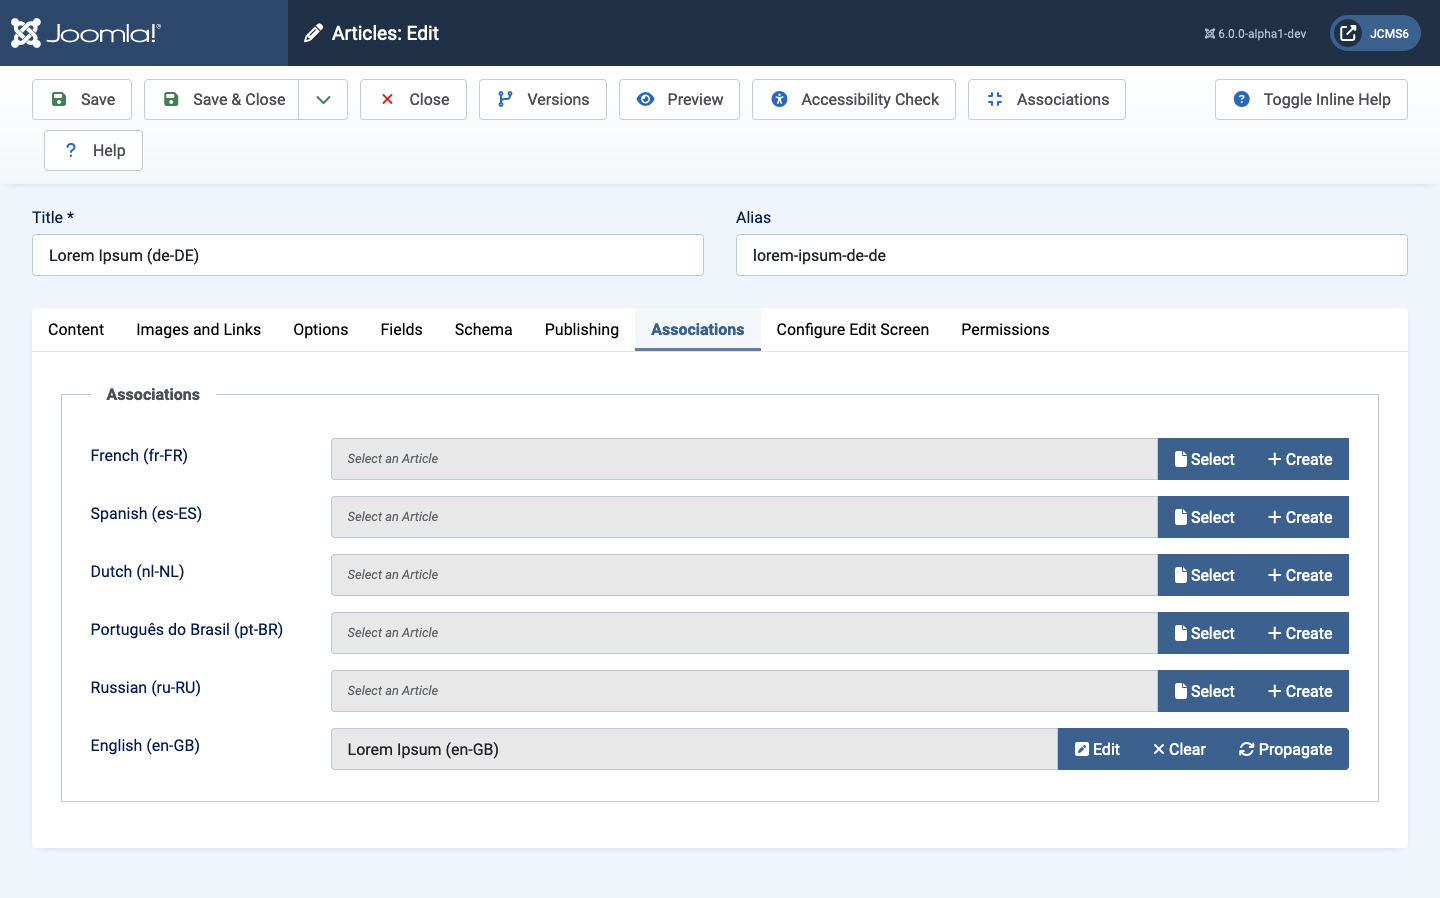 Joomla!® Articles: Edit 6.0.0-alpha1-dev JCMS6
Save Save & Close Close Versions Preview Accessibility Check Associations Toggle Inline Help
? Help
Title * Alias
Lorem Ipsum (de-DE) lorem-ipsum-de-de
Content Images and Links Options Fields Schema Publishing Associations Configure Edit Screen Permissions
Associations
French (fr-FR) Select an Article Select + Create
Spanish (es-ES) Select an Article Select + Create
Dutch (nl-NL) Select an Article Select + Create
Português do Brasil (pt-BR) Select an Article Select + Create
Russian (ru-RU) Select an Article Select + Create
English (en-GB) Lorem Ipsum (en-GB) Edit Clear Propagate